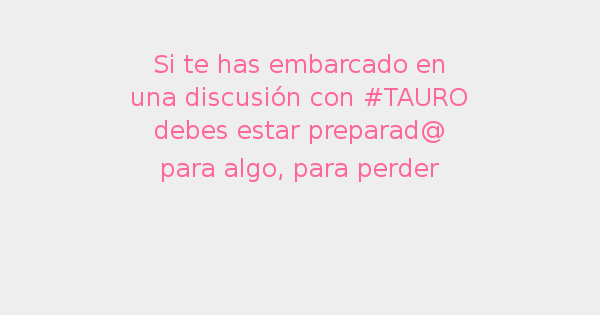 Si te has embarcado en
una discusión con #TAURO
debes estar preparad@
para algo, para perder